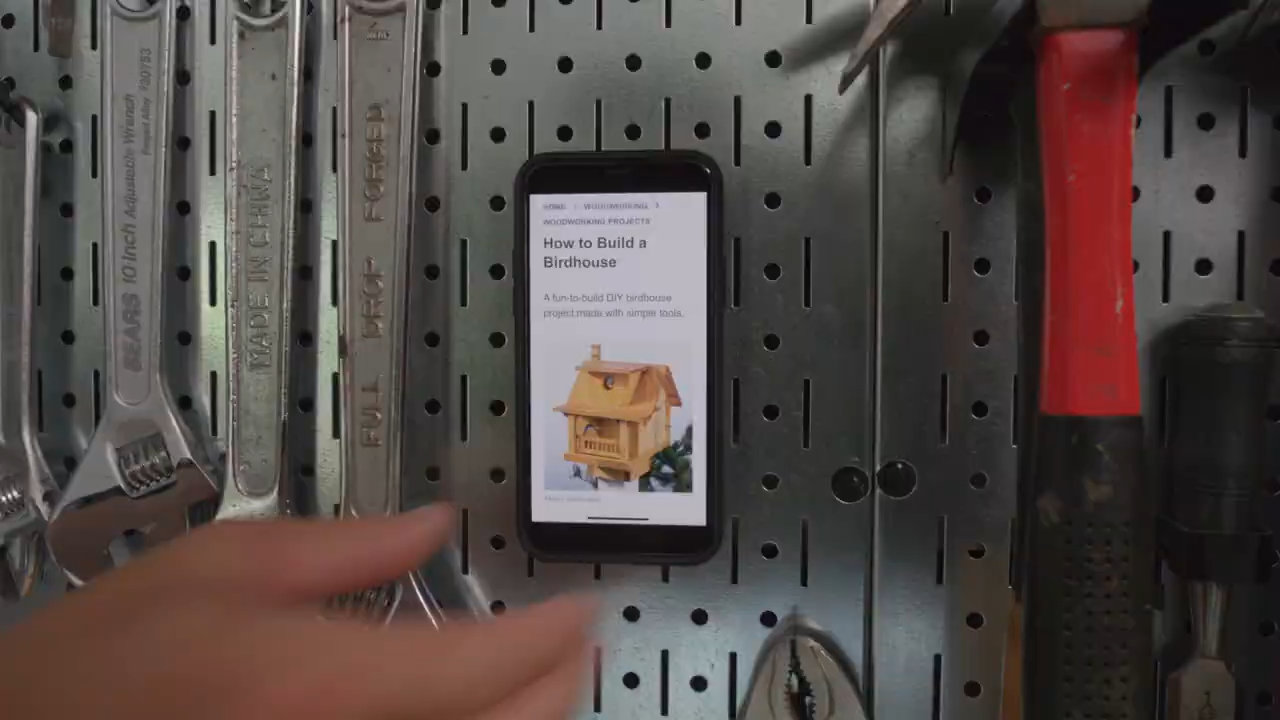 SEARS 10 Inch Adjustable Wrench
MADE IN CHINA
FULL DROP FORGED
HOME
WOODWORKING >
WOODWORKING PROJECTS
How to Build a
Birdhouse
A fun-to-build DIY birdhouse
project made with simple tools.